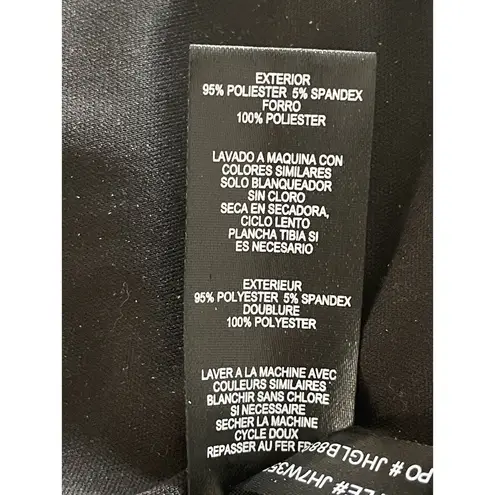 EXTERIOR
95% POLIESTER 5% SPANDEX
FORRO
100% POLIESTER
LAVADO A MAQUINA CON
COLORES SIMILARES
SOLO BLANQUEADOR
SIN CLORO
SECA EN SECADORA,
CICLO LENTO
PLANCHA TIBIA SI
ES NECESARIO
EXTERIEUR
95% POLYESTER 5% SPANDEX
DOUBLURE
100% POLYESTER
LAVER A LA MACHINE AVEC
COULEURS SIMILAIRES
BLANCHIR SANS CHLORE
SI NECESSAIRE
SECHER LA MACHINE
CYCLE DOUX
REPASSER AU FER
PO # JHGLB